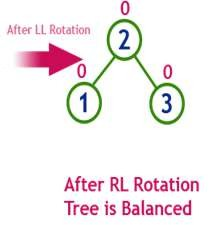 0
After LL Rotation
2
0 0
1 3
After RL Rotation
Tree is Balanced